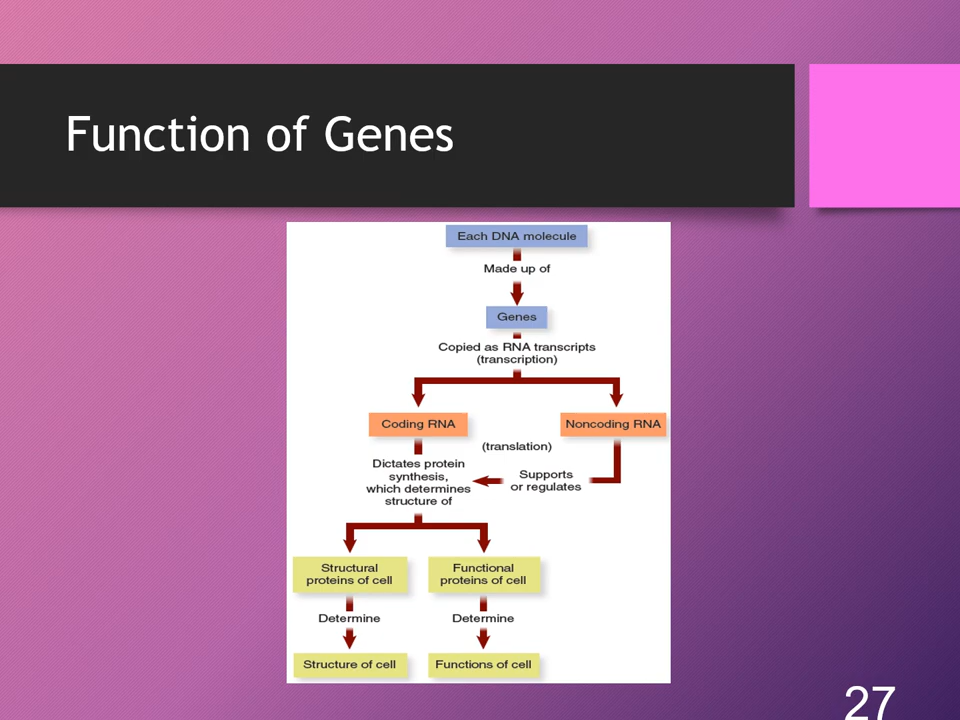 Function of Genes
Each DNA molecule
Made up of
Genes
Copied as RNA transcripts
(transcription)
Coding RNA
Noncoding RNA
(translation)
Dictates protein
synthesis,
which determines
structure of
Supports
or regulates
Structural
proteins of cell
Functional
proteins of cell
Determine
Determine
Structure of cell
Functions of cell
27